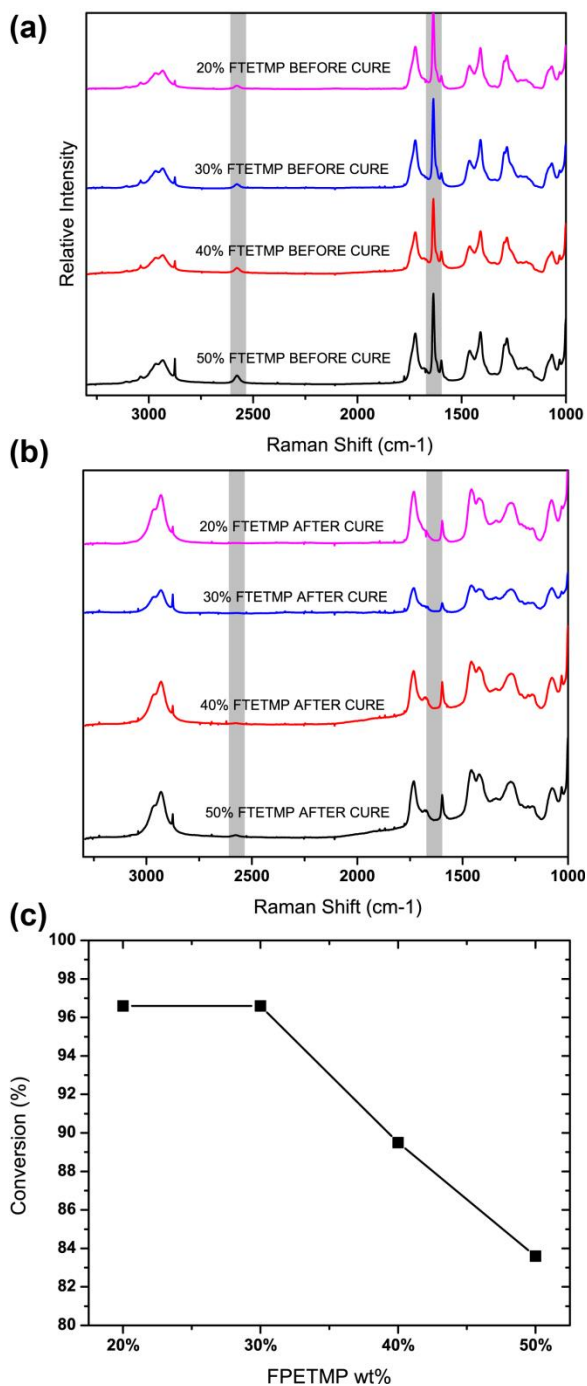 (a)
20% FTETMP BEFORE CURE
30% FTETMP BEFORE CURE
40% FTETMP BEFORE CURE
50% FTETMP BEFORE CURE
Relative Intensity
3000 2500 2000 1500 1000
Raman Shift (cm-1)
(b)
20% FTETMP AFTER CURE
30% FTETMP AFTER CURE
40% FTETMP AFTER CURE
50% FTETMP AFTER CURE
3000 2500 2000 1500 1000
Raman Shift (cm-1)
(c)
100
98
96
94
92
90
88
86
84
82
80
Conversion (%)
20% 30% 40% 50%
FPETMP wt%